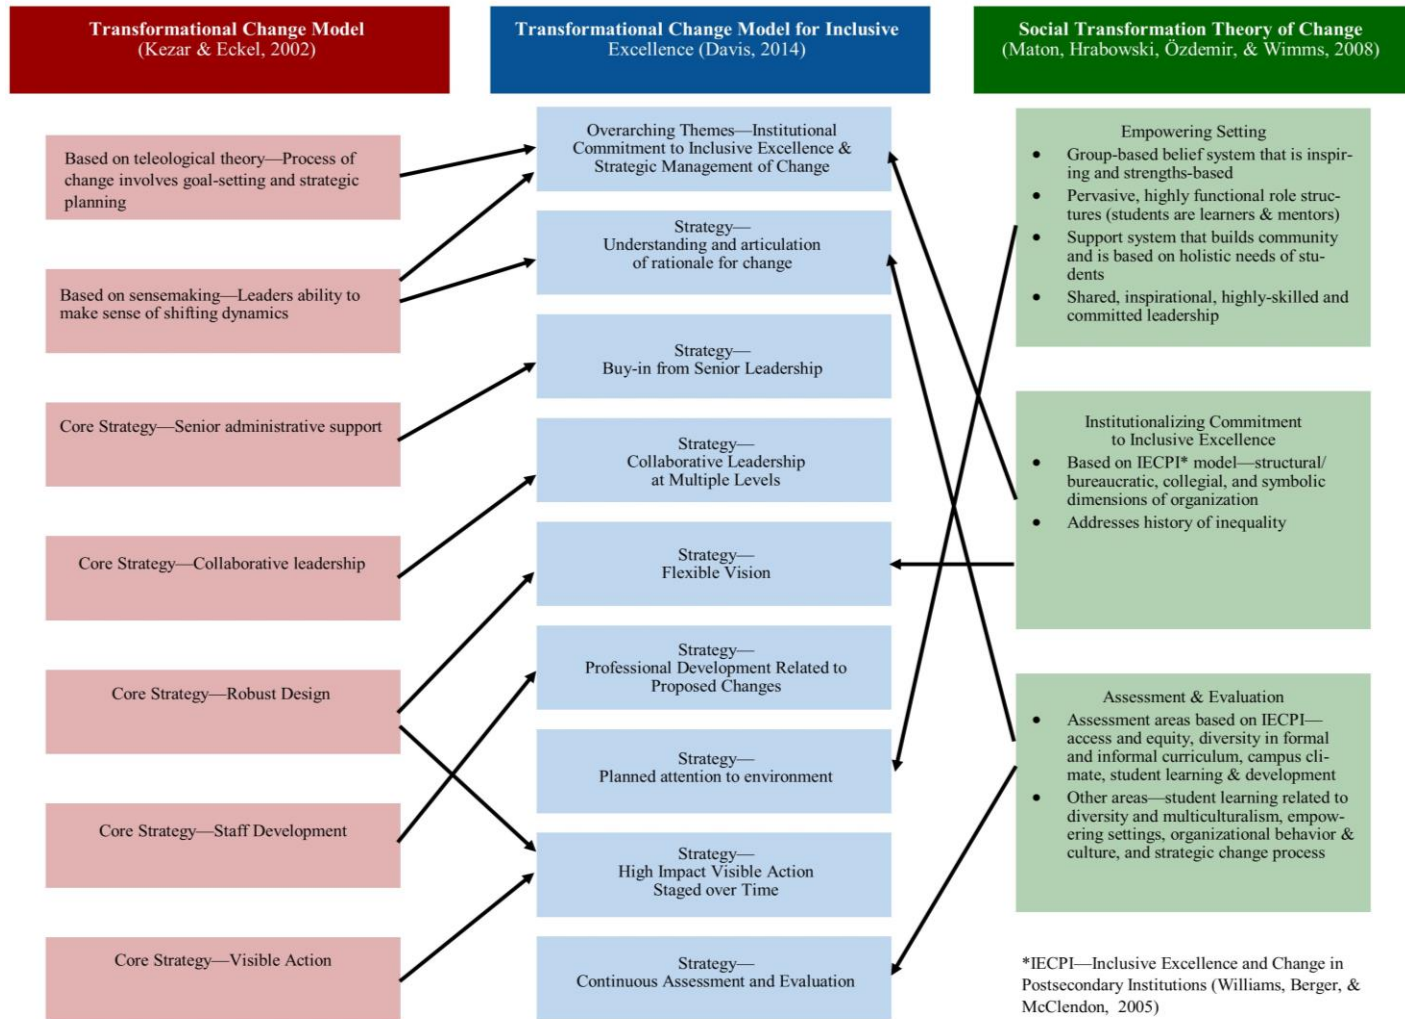 Transformational Change Model
(Kezar & Eckel, 2002)
Based on teleological theory—Process of
change involves goal-setting and strategic
planning
Based on sensemaking—Leaders ability to
make sense of shifting dynamics
Core Strategy—Senior administrative support
Core Strategy—Collaborative leadership
Core Strategy—Robust Design
Core Strategy—Staff Development
Core Strategy—Visible Action
Transformational Change Model for Inclusive
Excellence (Davis, 2014)
Overarching Themes—Institutional
Commitment to Inclusive Excellence &
Strategic Management of Change
Strategy—
Understanding and articulation
of rationale for change
Strategy—
Buy-in from Senior Leadership
Strategy—
Collaborative Leadership
at Multiple Levels
Strategy—
Flexible Vision
Strategy—
Professional Development Related to
Proposed Changes
Strategy—
Planned attention to environment
Strategy—
High Impact Visible Action
Staged over Time
Strategy—
Continuous Assessment and Evaluation
Social Transformation Theory of Change
(Maton, Hrabowski, Özdemir, & Wimms, 2008)
Empowering Setting
● Group-based belief system that is inspir-
ing and strengths-based
● Pervasive, highly functional role struc-
tures (students are learners & mentors)
● Support system that builds community
and is based on holistic needs of stu-
dents
● Shared, inspirational, highly-skilled and
committed leadership
Institutionalizing Commitment
to Inclusive Excellence
● Based on IECPI* model—structural/
bureaucratic, collegial, and symbolic
dimensions of organization
● Addresses history of inequality
Assessment & Evaluation
● Assessment areas based on IECPI—
access and equity, diversity in formal
and informal curriculum, campus cli-
mate, student learning & development
● Other areas—student learning related to
diversity and multiculturalism, empow-
ering settings, organizational behavior &
culture, and strategic change process
*IECPI—Inclusive Excellence and Change in
Postsecondary Institutions (Williams, Berger, &
McClendon, 2005)